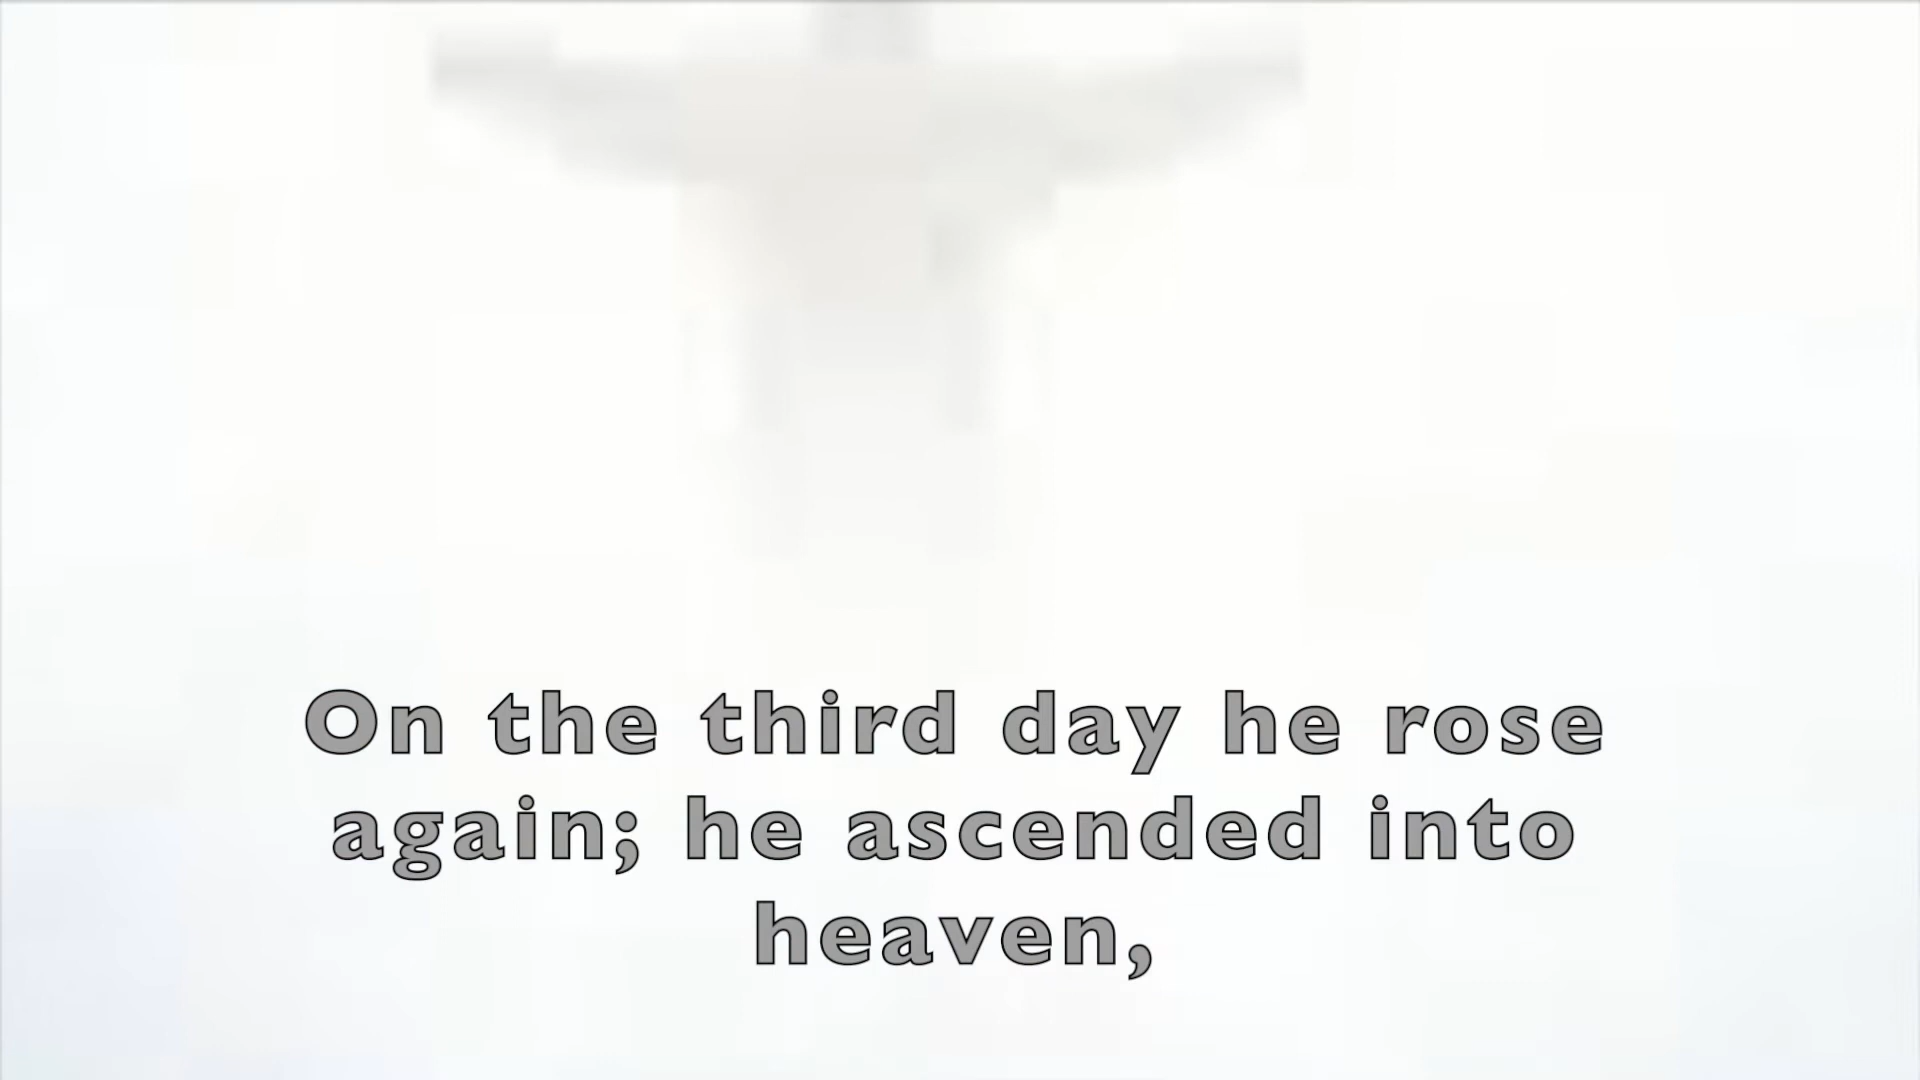 On the third day he rose
again; he ascended into
heaven,